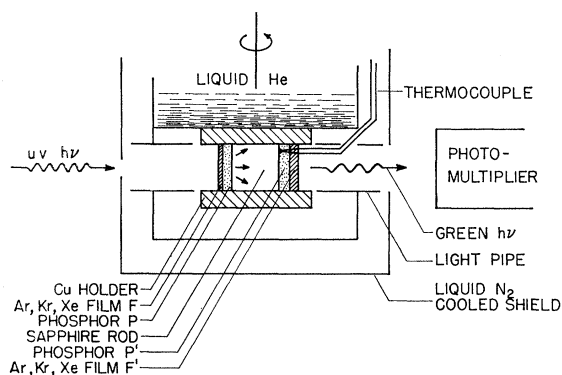 LIQUID He
THERMOCOUPLE
uv hν
PHOTO-
MULTIPLIER
GREEN hν
LIGHT PIPE
LIQUID N2
COOLED SHIELD
Cu HOLDER
Ar, Kr, Xe FILM F
PHOSPHOR P
SAPPHIRE ROD
PHOSPHOR P'
Ar, Kr, Xe FILM F'